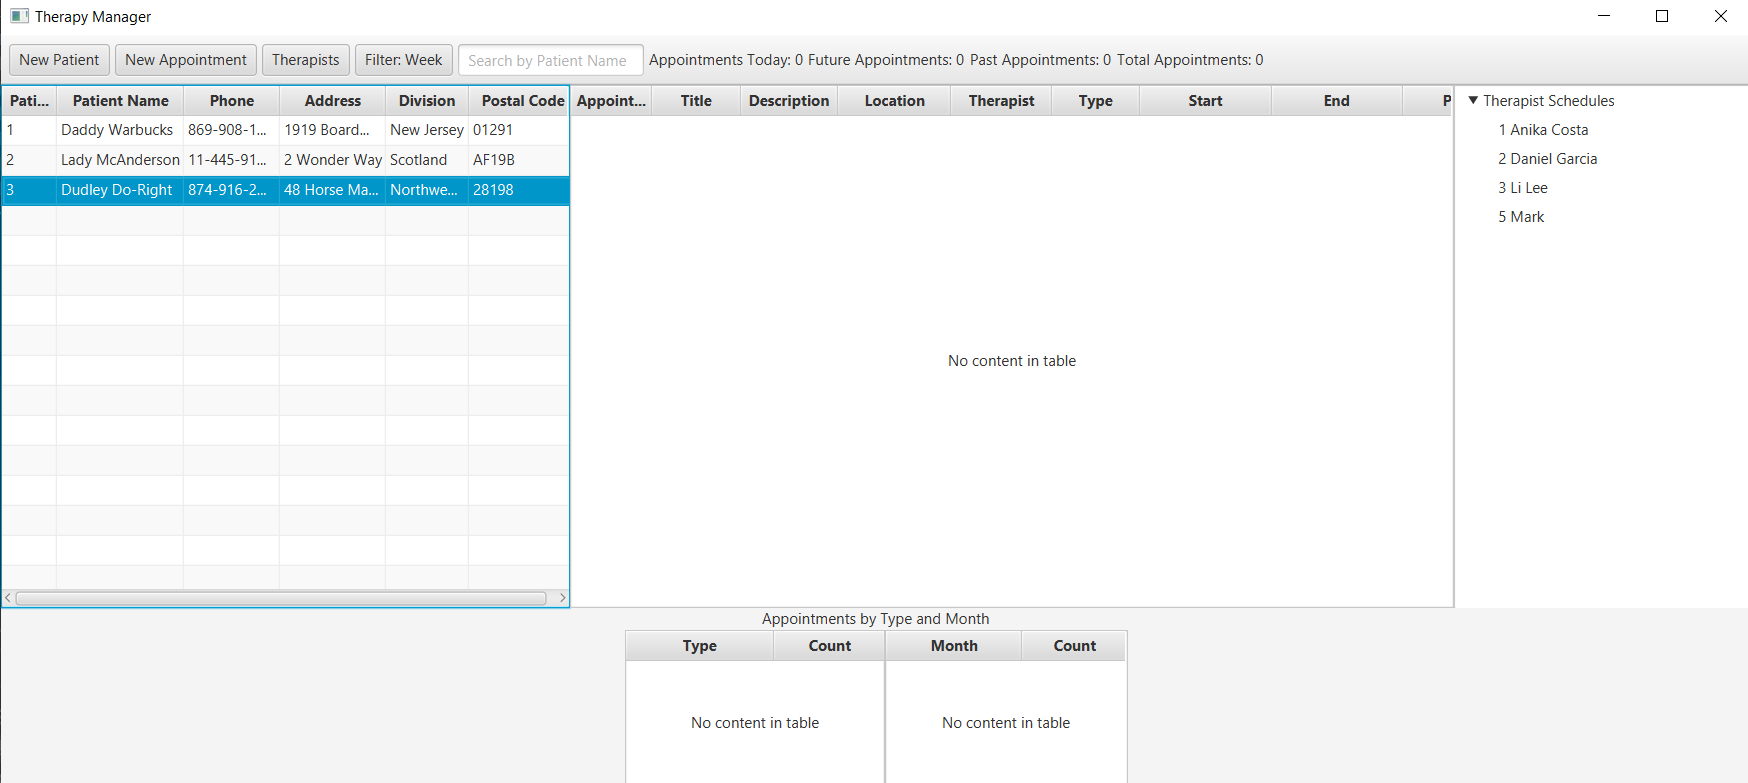 Therapy Manager
New Patient New Appointment Therapists Filter: Week Search by Patient Name Appointments Today: 0 Future Appointments: 0 Past Appointments: 0 Total Appointments: 0
Pati... Patient Name Phone Address Division Postal Code Appoint... Title Description Location Therapist Type Start End P
1 Daddy Warbucks 869-908-1... 1919 Board... New Jersey 01291
2 Lady McAnderson 11-445-91... 2 Wonder Way Scotland AF19B
3 Dudley Do-Right 874-916-2... 48 Horse Ma... Northwe... 28198
No content in table
Therapist Schedules
1 Anika Costa
2 Daniel Garcia
3 Li Lee
5 Mark
Appointments by Type and Month
Type Count Month Count
No content in table No content in table